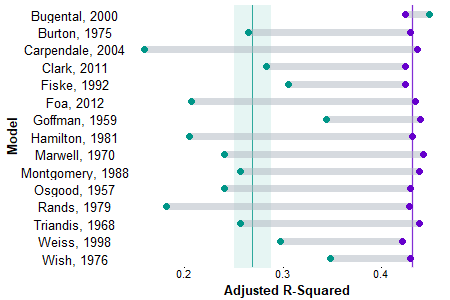 Bugental, 2000
Burton, 1975
Carpendale, 2004
Clark, 2011
Fiske, 1992
Foa, 2012
Goffman, 1959
Hamilton, 1981
Marwell, 1970
Montgomery, 1988
Osgood, 1957
Rands, 1979
Triandis, 1968
Weiss, 1998
Wish, 1976
Model
0.2 0.3 0.4
Adjusted R-Squared